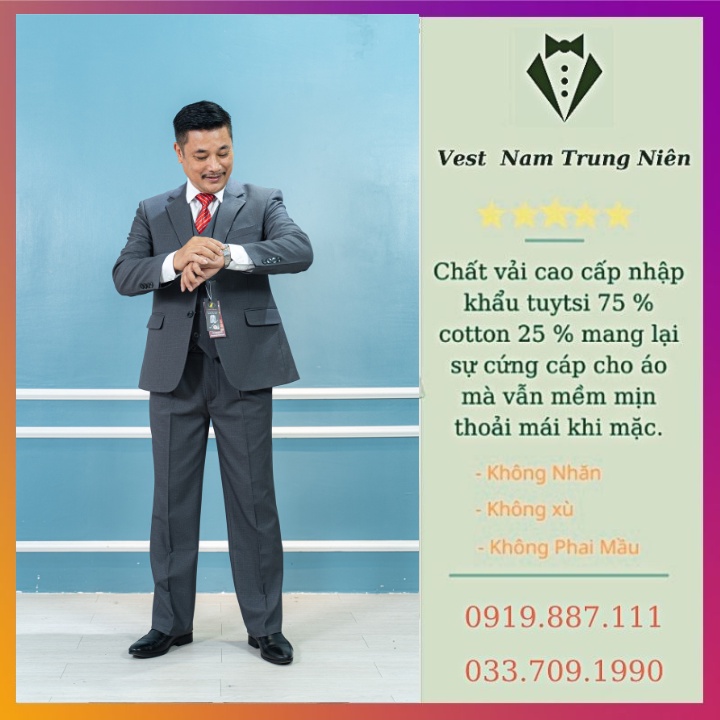 Vest Nam Trung Niên
Chất vải cao cấp nhập
khẩu tuytsi 75 %
cotton 25 % mang lại
sự cứng cáp cho áo
mà vẫn mềm mịn
thoải mái khi mặc.
- Không Nhăn
- Không xù
- Không Phai Mầu
0919.887.111
033.709.1990